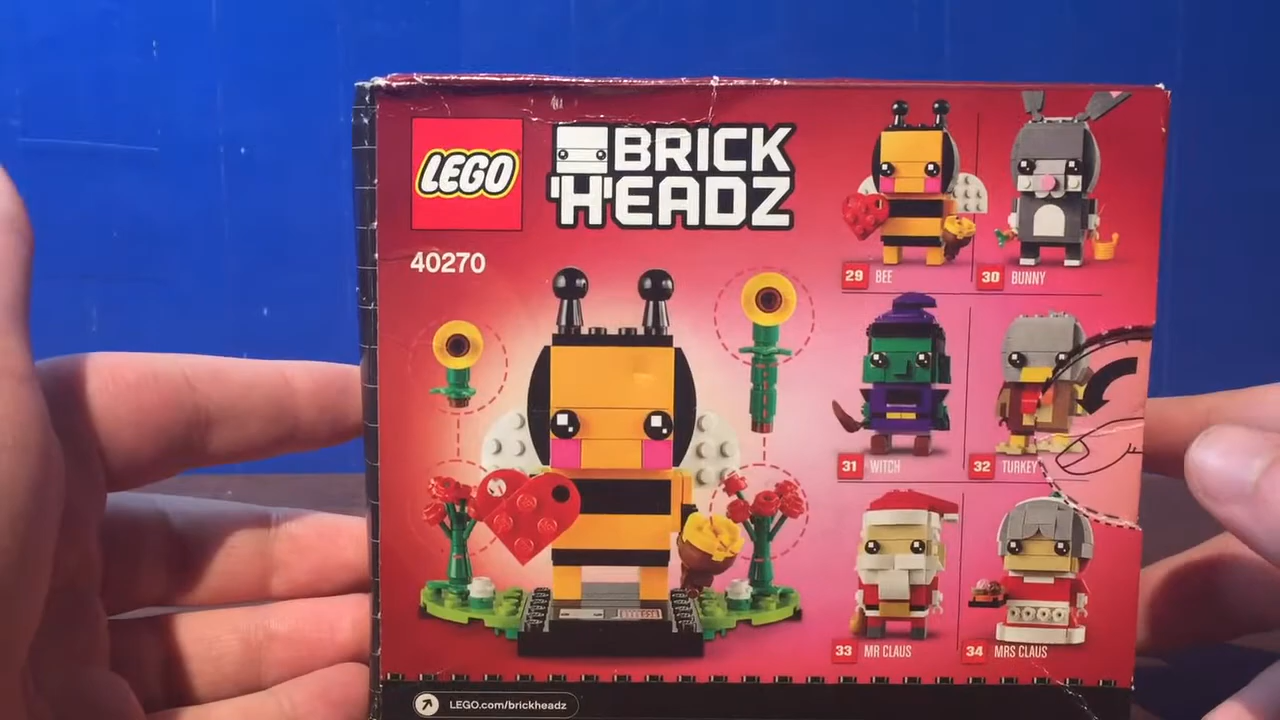 LEGO
BRICK
HEADZ
40270
29 BEE
30 BUNNY
31 WITCH
32 TURKEY
33 MR CLAUS
34 MRS CLAUS
LEGO.com/brickheadz